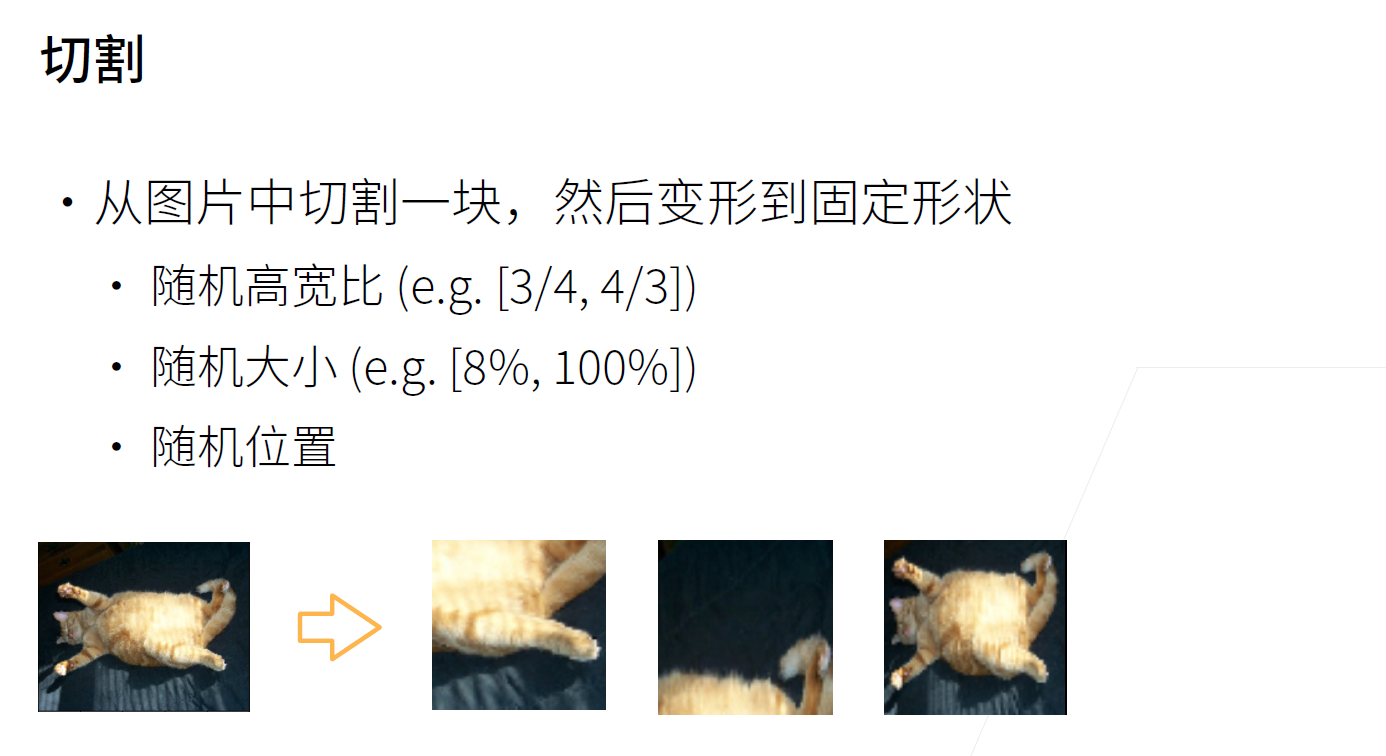 切割
• 从图片中切割一块，然后变形到固定形状
• 随机高宽比 (e.g. [3/4, 4/3])
• 随机大小 (e.g. [8%, 100%])
• 随机位置